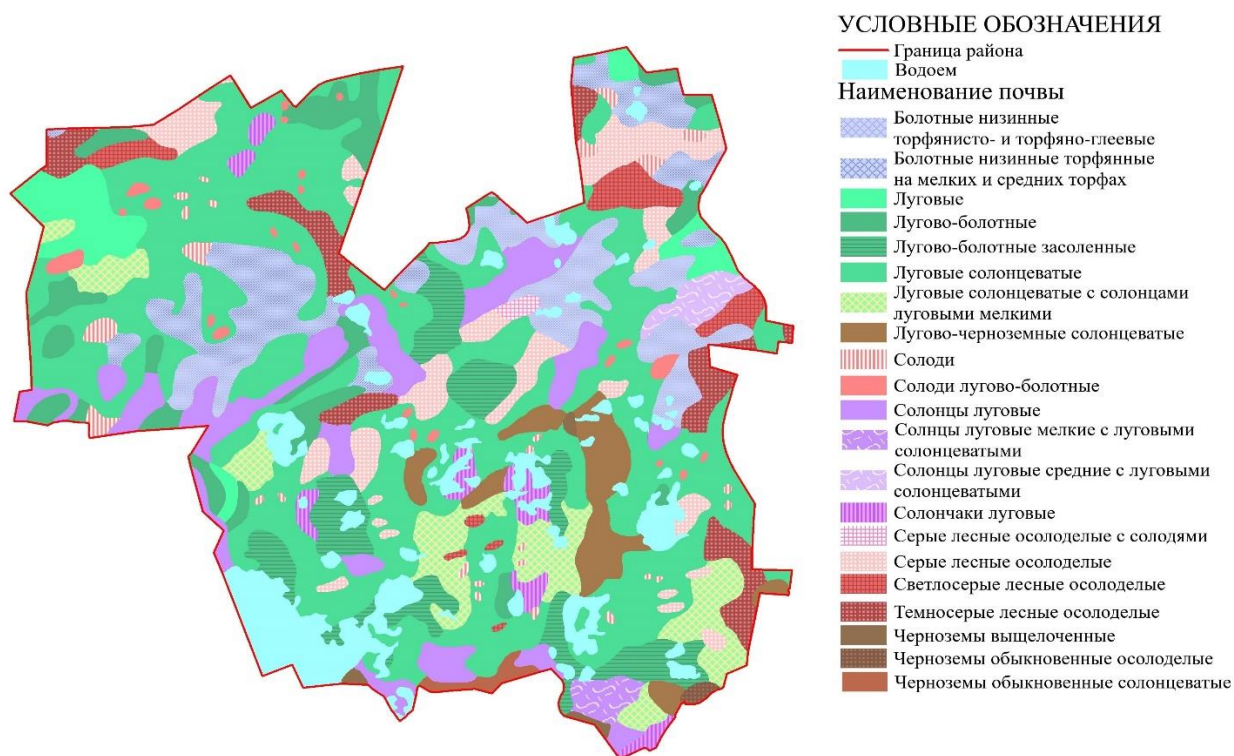 УСЛОВНЫЕ ОБОЗНАЧЕНИЯ
Граница района
Водоем
Наименование почвы
Болотные низинные
торфянисто- и торфяно-глеевые
Болотные низинные торфянные
на мелких и средних торфах
Луговые
Лугово-болотные
Лугово-болотные засоленные
Луговые солонцеватые
Луговые солонцеватые с солонцами
луговыми мелкими
Лугово-черноземные солонцеватые
Солоди
Солоди лугово-болотные
Солонцы луговые
Солнцы луговые мелкие с луговыми
солонцеватыми
Солонцы луговые средние с луговыми
солонцеватыми
Солончаки луговые
Серые лесные осолоделые с солодями
Серые лесные осолоделые
Светлосерые лесные осолоделые
Темносерые лесные осолоделые
Черноземы выщелоченные
Черноземы обыкновенные осолоделые
Черноземы обыкновенные солонцеватые